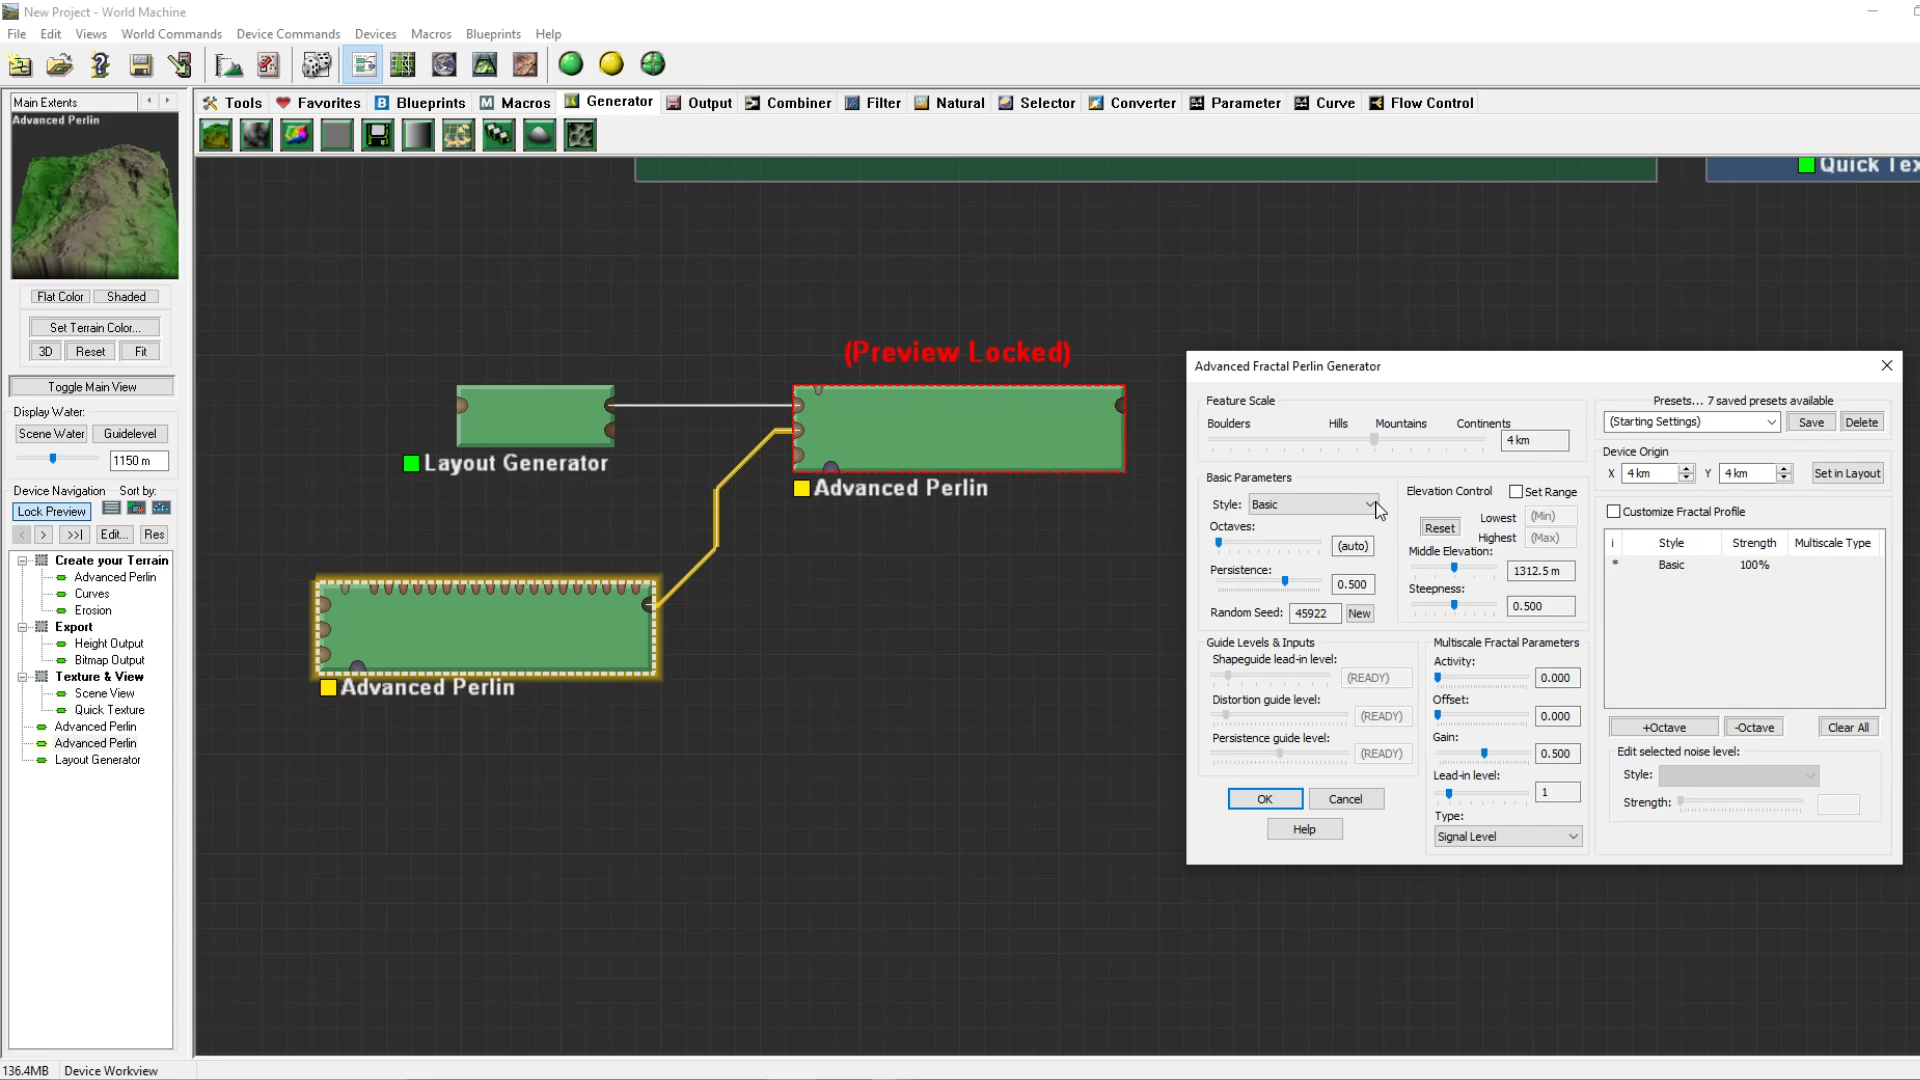 New Project - World Machine
File Edit Views World Commands Device Commands Devices Macros Blueprints Help
Main Extents
Tools Favorites Blueprints Macros Generator Output Combiner Filter Natural Selector Converter Parameter Curve Flow Control
Advanced Perlin
Quick Tex
Flat Color Shaded
Set Terrain Color...
3D Reset Fit
Toggle Main View
Display Water:
Scene Water Guidelevel
1150 m
Device Navigation Sort by:
Lock Preview
< > >>| Edit... Res
Create your Terrain
Advanced Perlin
Curves
Erosion
Export
Height Output
Bitmap Output
Texture & View
Scene View
Quick Texture
Advanced Perlin
Advanced Perlin
Layout Generator
(Preview Locked)
Layout Generator
Advanced Perlin
Advanced Perlin
Advanced Fractal Perlin Generator
Feature Scale
Boulders Hills Mountains Continents
4 km
Basic Parameters
Style: Basic
Octaves:
(auto)
Persistence:
0.500
Random Seed: 45922 New
Elevation Control Set Range
Reset Lowest (Min)
Highest (Max)
Middle Elevation:
1312.5 m
Steepness:
0.500
Guide Levels & Inputs
Shapeguide lead-in level:
(READY)
Distortion guide level:
(READY)
Persistence guide level:
(READY)
OK Cancel
Help
Multiscale Fractal Parameters
Activity:
0.000
Offset:
0.000
Gain:
0.500
Lead-in level:
1
Type:
Signal Level
Presets... 7 saved presets available
(Starting Settings) Save Delete
Device Origin
X 4 km Y 4 km Set in Layout
Customize Fractal Profile
i Style Strength Multiscale Type
* Basic 100%
+Octave -Octave Clear All
Edit selected noise level:
Style:
Strength:
136.4MB Device Workview